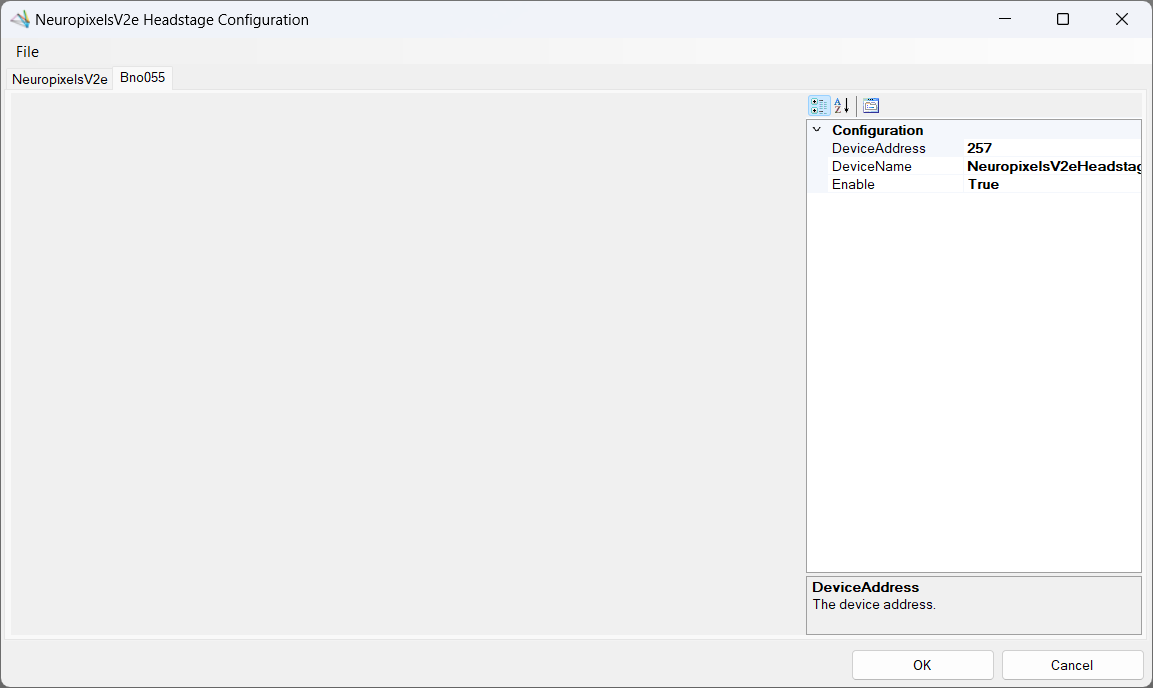 NeuropixelsV2e Headstage Configuration
File
NeuropixelsV2e Bno055
Configuration
DeviceAddress 257
DeviceName NeuropixelsV2eHeadstag
Enable True
DeviceAddress
The device address.
OK Cancel